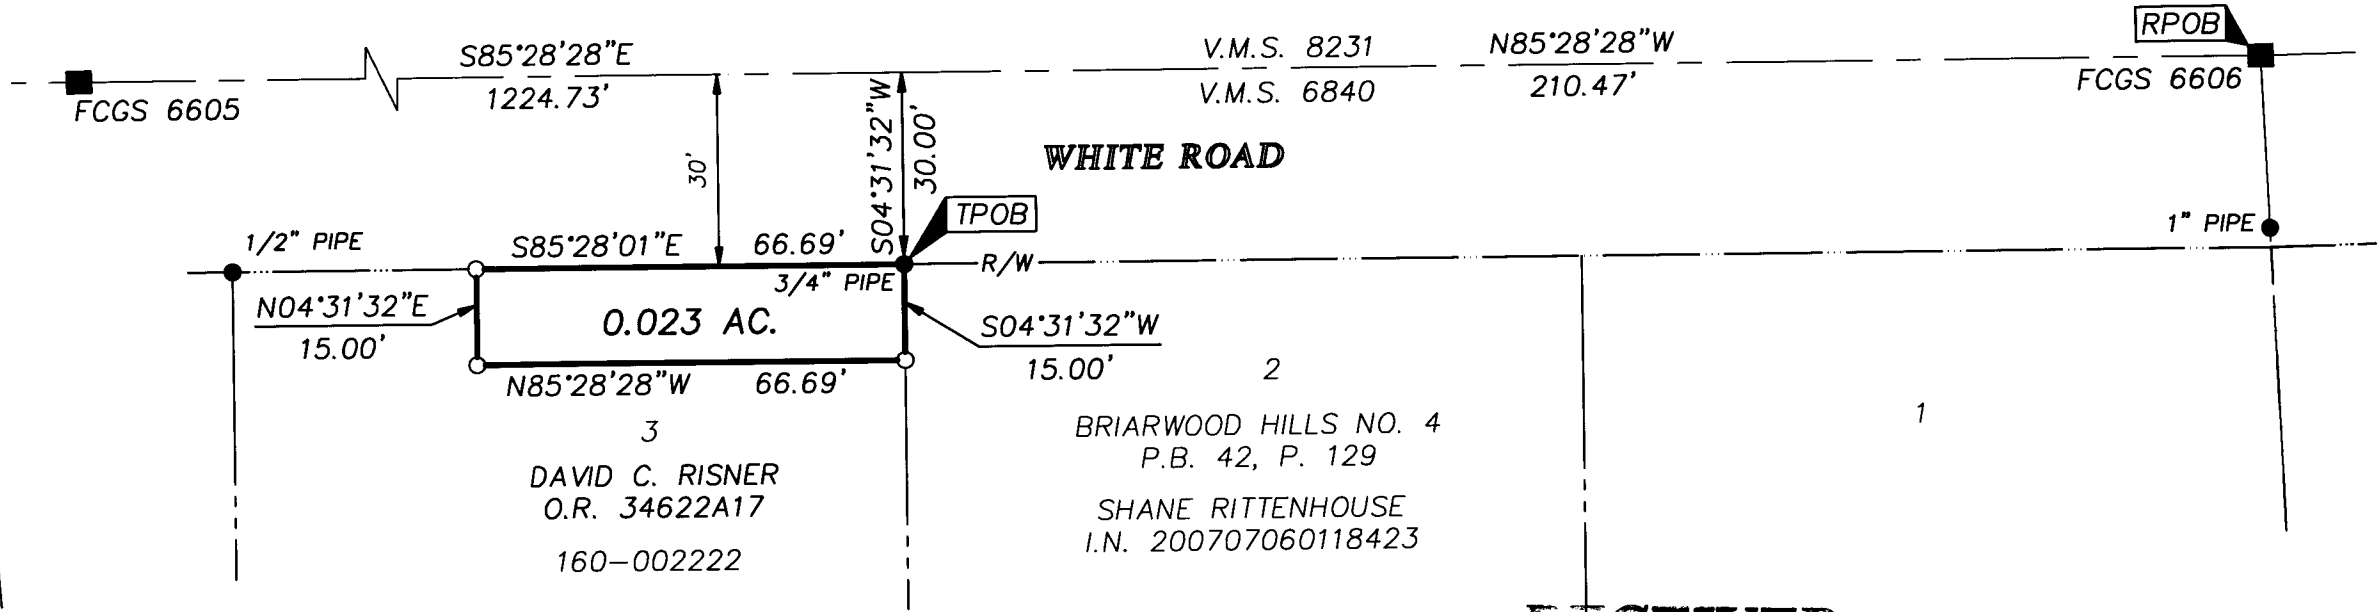 S85°28'28"E
1224.73'
FCGS 6605
V.M.S. 8231
V.M.S. 6840
N85°28'28"W
210.47'
RPOB
FCGS 6606
30'
S04°31'32"W
30.00'
WHITE ROAD
TPOB
1" PIPE
1/2" PIPE
S85°28'01"E 66.69'
R/W
3/4" PIPE
N04°31'32"E
15.00'
0.023 AC.
S04°31'32"W
15.00'
N85°28'28"W 66.69'
3
DAVID C. RISNER
O.R. 34622A17
160-002222
2
BRIARWOOD HILLS NO. 4
P.B. 42, P. 129
SHANE RITTENHOUSE
I.N. 200707060118423
1